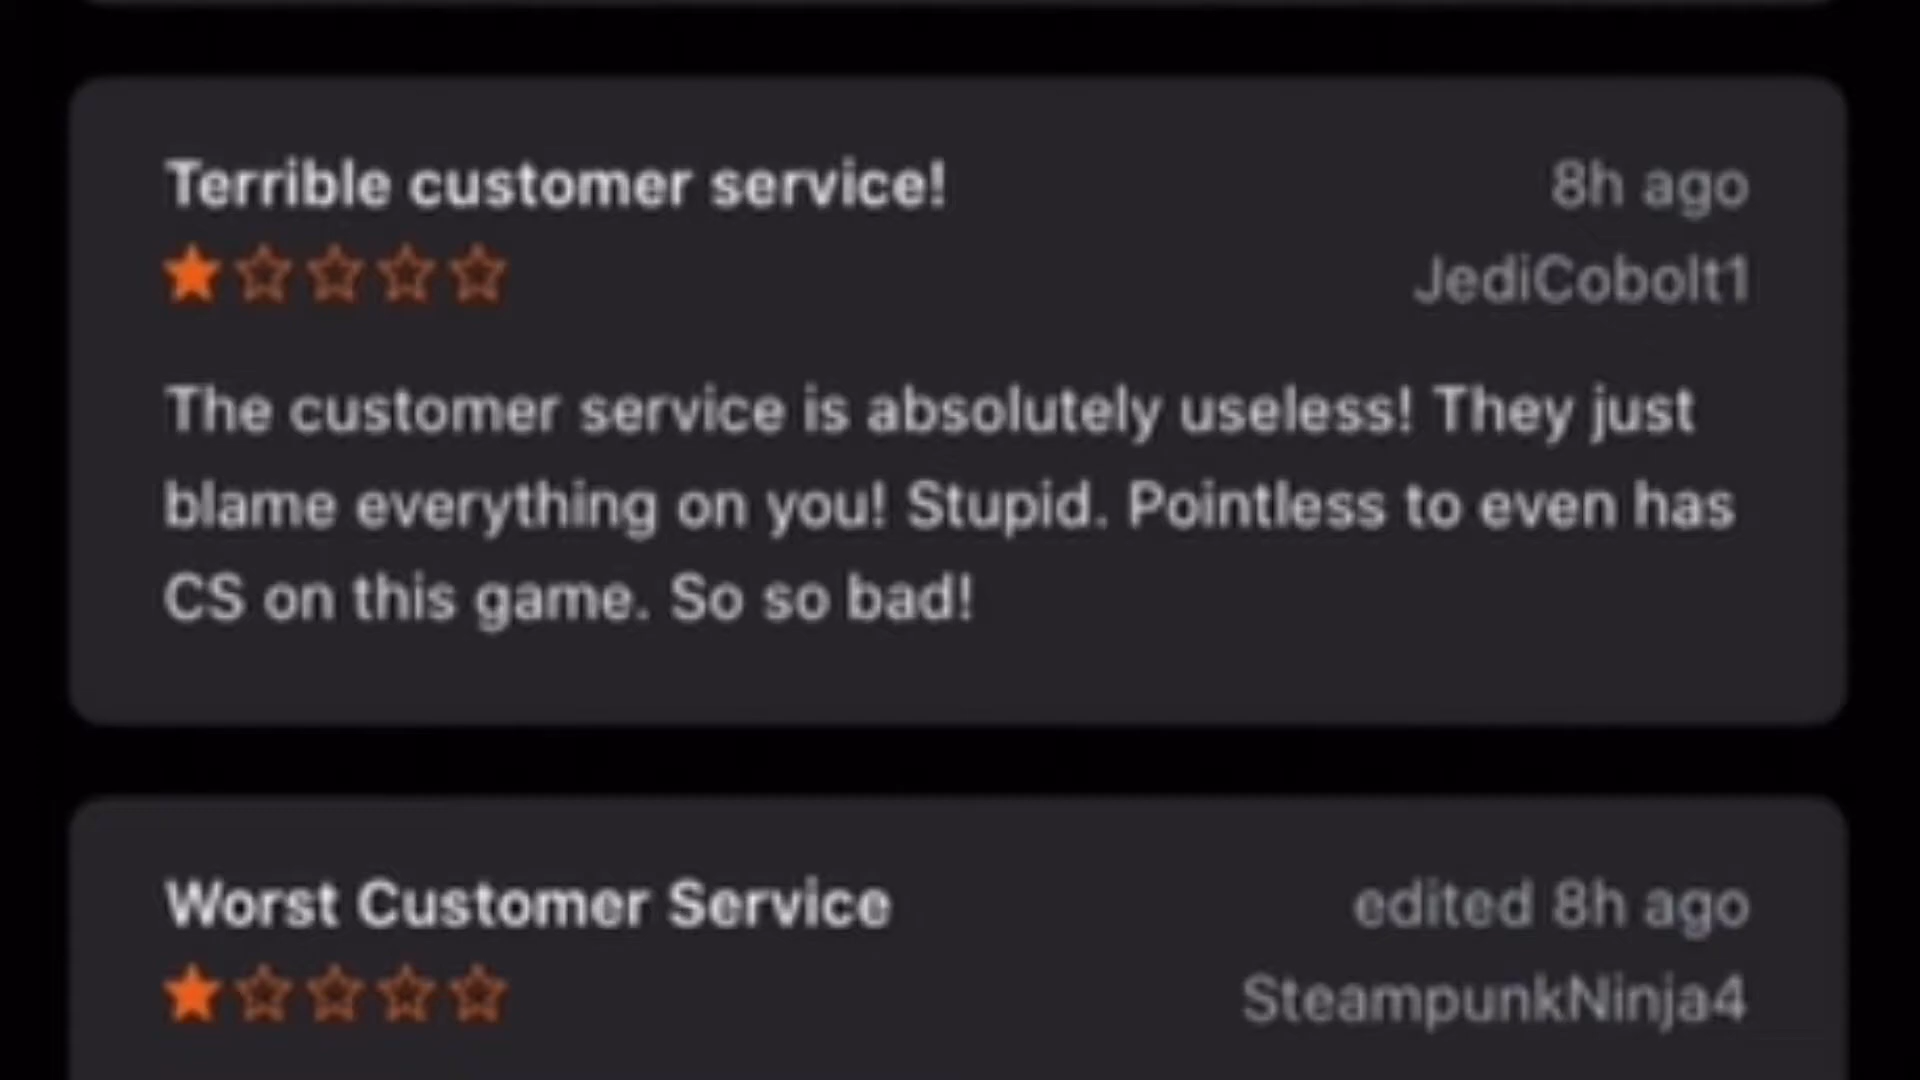 Terrible customer service!
8h ago
JediCobolt1
The customer service is absolutely useless! They just
blame everything on you! Stupid. Pointless to even has
CS on this game. So so bad!
Worst Customer Service
edited 8h ago
SteampunkNinja4